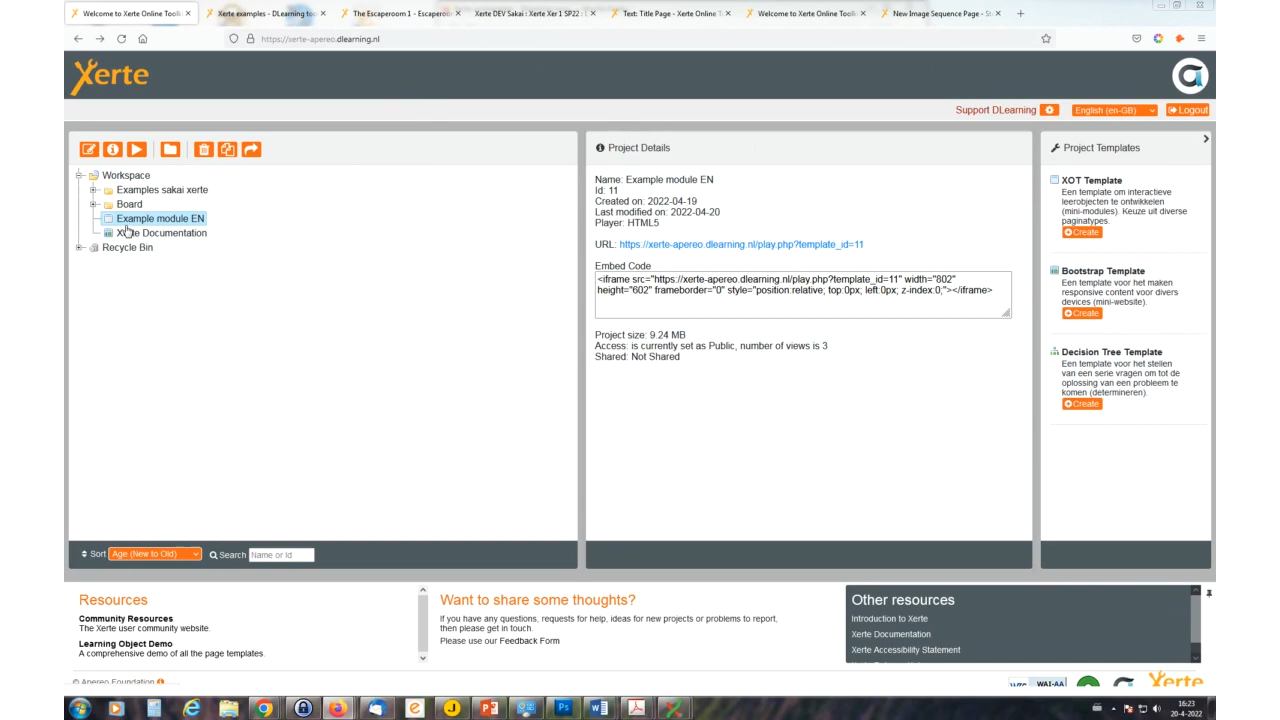 Welcome to Xerte Online Toolk
Xerte examples - DLearning too
The Escaperoom 1 - Escaperoo
Xerte DEV Sakai : Xerte Xer 1 SP22 : L
Text: Title Page - Xerte Online T
Welcome to Xerte Online Toolk
New Image Sequence Page - St
https://xerte-apereo.dlearning.nl
Xerte
Support DLearning
English (en-GB)
Logout
Workspace
Examples sakai xerte
Board
Example module EN
Xerte Documentation
Recycle Bin
Sort Age (New to Old) Search Name or Id
Project Details
Name: Example module EN
Id: 11
Created on: 2022-04-19
Last modified on: 2022-04-20
Player: HTML5
URL: https://xerte-apereo.dlearning.nl/play.php?template_id=11
Embed Code
<iframe src="https://xerte-apereo.dlearning.nl/play.php?template_id=11" width="802"
height="602" frameborder="0" style="position:relative; top:0px; left:0px; z-index:0;"></iframe>
Project size: 9.24 MB
Access: is currently set as Public, number of views is 3
Shared: Not Shared
Project Templates
XOT Template
Een template om interactieve
leerobjecten te ontwikkelen
(mini-modules). Keuze uit diverse
paginatypes.
Create
Bootstrap Template
Een template voor het maken
responsive content voor divers
devices (mini-website).
Create
Decision Tree Template
Een template voor het stellen
van een serie vragen om tot de
oplossing van een probleem te
komen (determineren).
Create
Resources
Community Resources
The Xerte user community website.
Learning Object Demo
A comprehensive demo of all the page templates.
Want to share some thoughts?
If you have any questions, requests for help, ideas for new projects or problems to report,
then please get in touch.
Please use our Feedback Form
Other resources
Introduction to Xerte
Xerte Documentation
Xerte Accessibility Statement
© Apereo Foundation
W3C WAI-AA
Xerte
16:23
20-4-2022